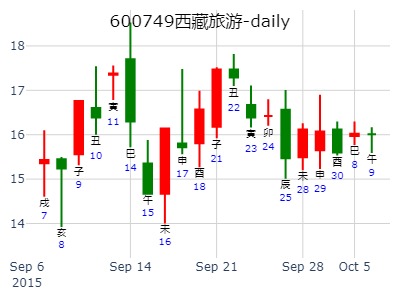 600749西藏旅游-daily
18
17
16
15
14
戌
7
亥
8
子
9
丑
10
寅
11
巳
14
午
15
未
16
申
17
酉
18
子
21
丑
22
寅
23
卯
24
辰
25
未
28
申
29
酉
30
巳
8
午
9
Sep 6
2015
Sep 14
Sep 21
Sep 28
Oct 5